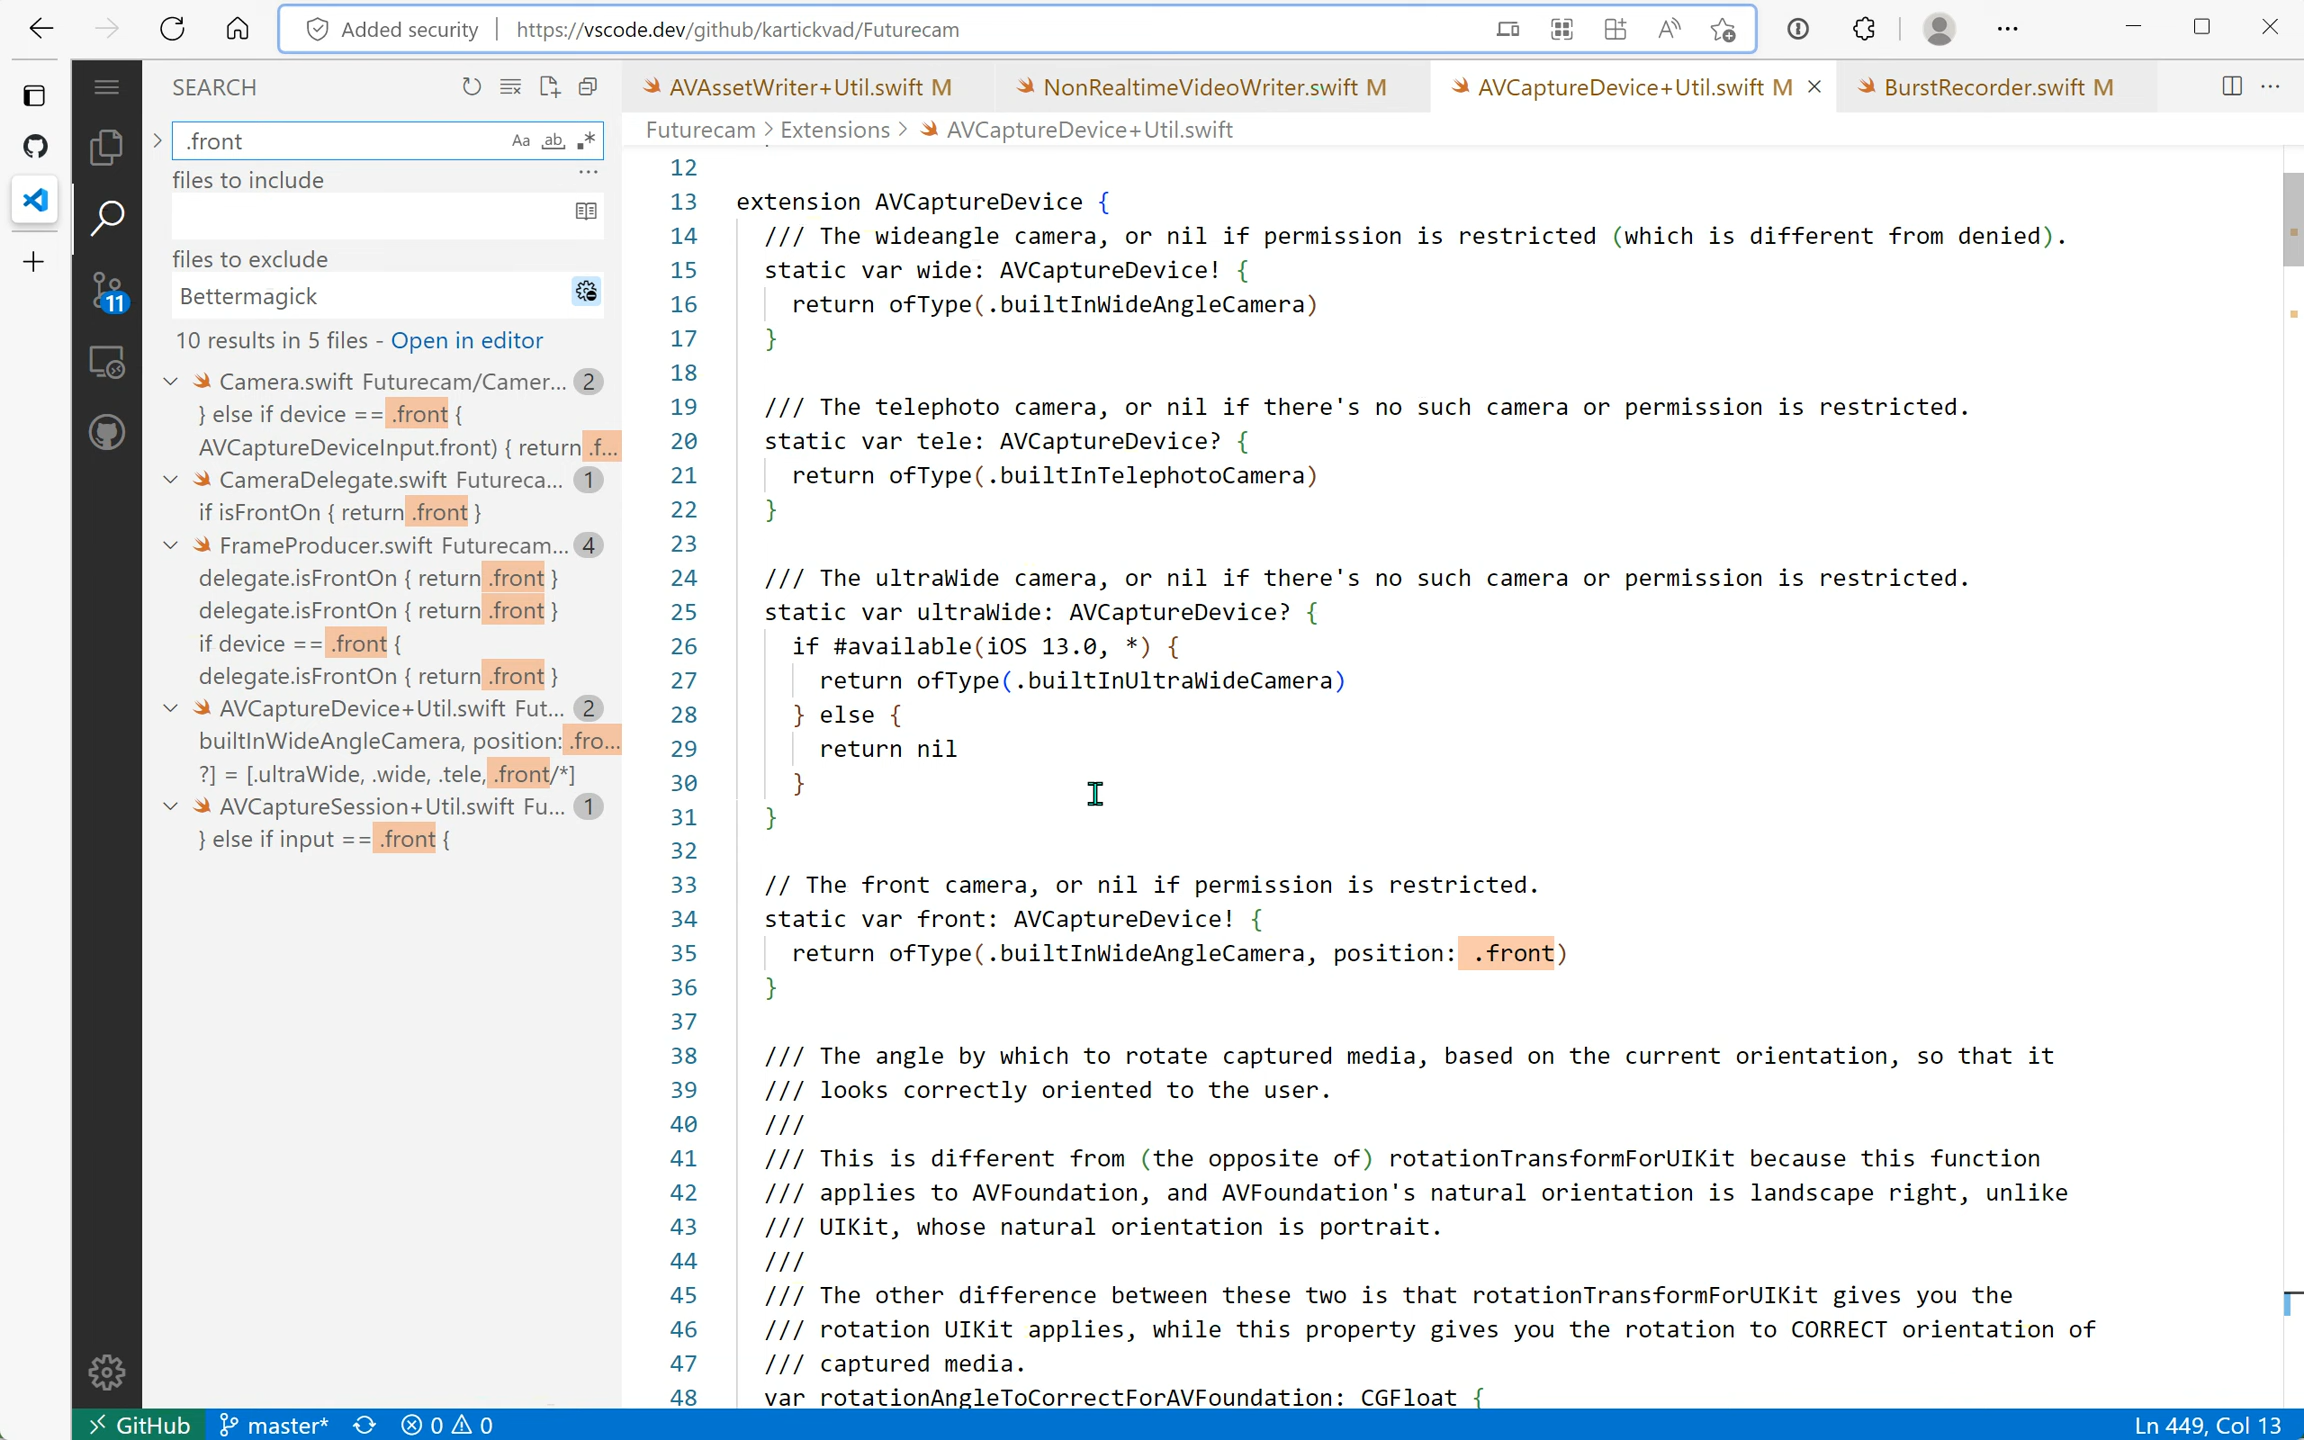 Added security | https://vscode.dev/github/kartickvad/Futurecam
SEARCH
.front
Aa ab .*
files to include
files to exclude
Bettermagick
10 results in 5 files - Open in editor
Camera.swift Futurecam/Camer... 2
} else if device == .front {
AVCaptureDeviceInput.front) { return .f...
CameraDelegate.swift Futureca... 1
if isFrontOn { return .front }
FrameProducer.swift Futurecam... 4
delegate.isFrontOn { return .front }
delegate.isFrontOn { return .front }
if device == .front {
delegate.isFrontOn { return .front }
AVCaptureDevice+Util.swift Fut... 2
builtInWideAngleCamera, position: .fro...
?] = [.ultraWide, .wide, .tele, .front/*]
AVCaptureSession+Util.swift Fu... 1
} else if input == .front {
11
AVAssetWriter+Util.swift M
NonRealtimeVideoWriter.swift M
AVCaptureDevice+Util.swift M
BurstRecorder.swift M
Futurecam > Extensions > AVCaptureDevice+Util.swift
12
13 extension AVCaptureDevice {
14 /// The wideangle camera, or nil if permission is restricted (which is different from denied).
15 static var wide: AVCaptureDevice! {
16 return ofType(.builtInWideAngleCamera)
17 }
18
19 /// The telephoto camera, or nil if there's no such camera or permission is restricted.
20 static var tele: AVCaptureDevice? {
21 return ofType(.builtInTelephotoCamera)
22 }
23
24 /// The ultraWide camera, or nil if there's no such camera or permission is restricted.
25 static var ultraWide: AVCaptureDevice? {
26 if #available(iOS 13.0, *) {
27 return ofType(.builtInUltraWideCamera)
28 } else {
29 return nil
30 }
31 }
32
33 // The front camera, or nil if permission is restricted.
34 static var front: AVCaptureDevice! {
35 return ofType(.builtInWideAngleCamera, position: .front)
36 }
37
38 /// The angle by which to rotate captured media, based on the current orientation, so that it
39 /// looks correctly oriented to the user.
40 ///
41 /// This is different from (the opposite of) rotationTransformForUIKit because this function
42 /// applies to AVFoundation, and AVFoundation's natural orientation is landscape right, unlike
43 /// UIKit, whose natural orientation is portrait.
44 ///
45 /// The other difference between these two is that rotationTransformForUIKit gives you the
46 /// rotation UIKit applies, while this property gives you the rotation to CORRECT orientation of
47 /// captured media.
48 var rotationAngleToCorrectForAVFoundation: CGFloat {
GitHub master* 0 0
Ln 449, Col 13